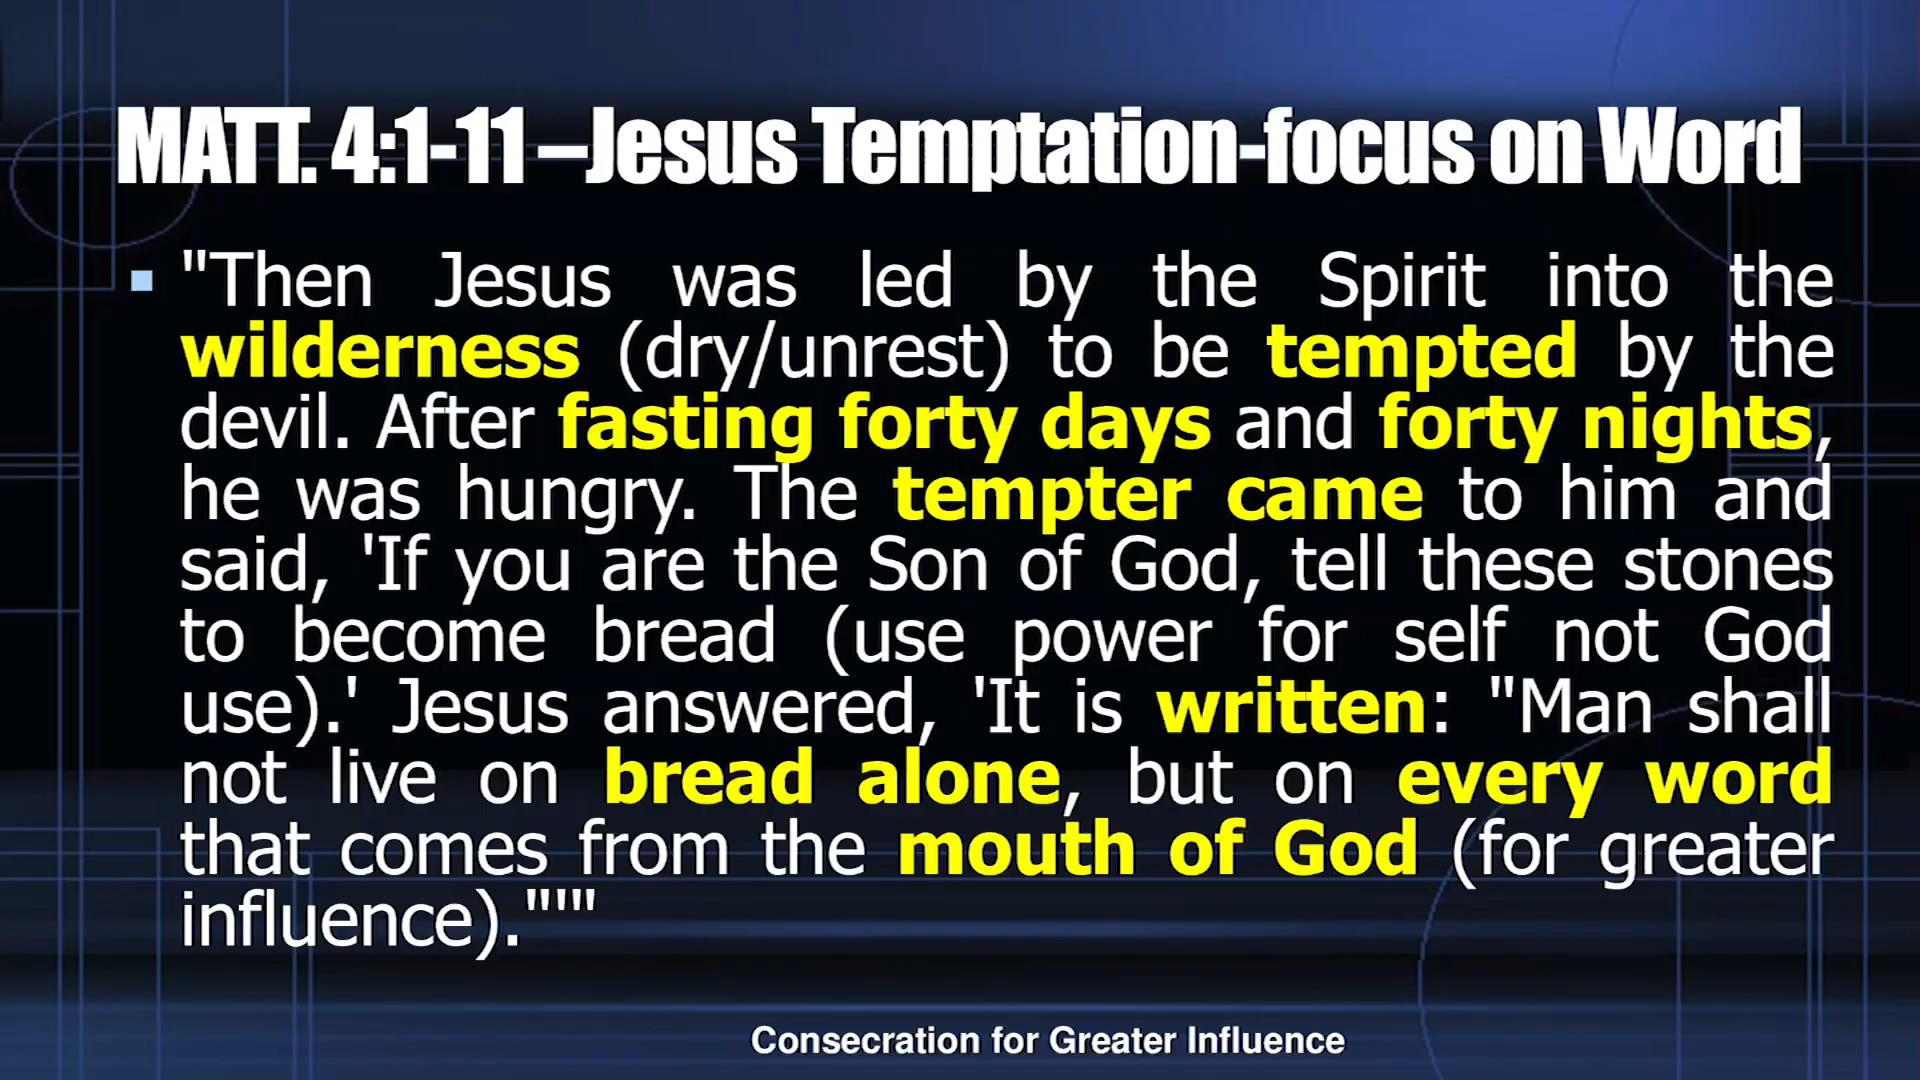 MATT. 4:1-11 –Jesus Temptation-focus on Word
"Then Jesus was led by the Spirit into the
wilderness (dry/unrest) to be tempted by the
devil. After fasting forty days and forty nights,
he was hungry. The tempter came to him and
said, 'If you are the Son of God, tell these stones
to become bread (use power for self not God
use).' Jesus answered, 'It is written: "Man shall
not live on bread alone, but on every word
that comes from the mouth of God (for greater
influence)."'"
Consecration for Greater Influence